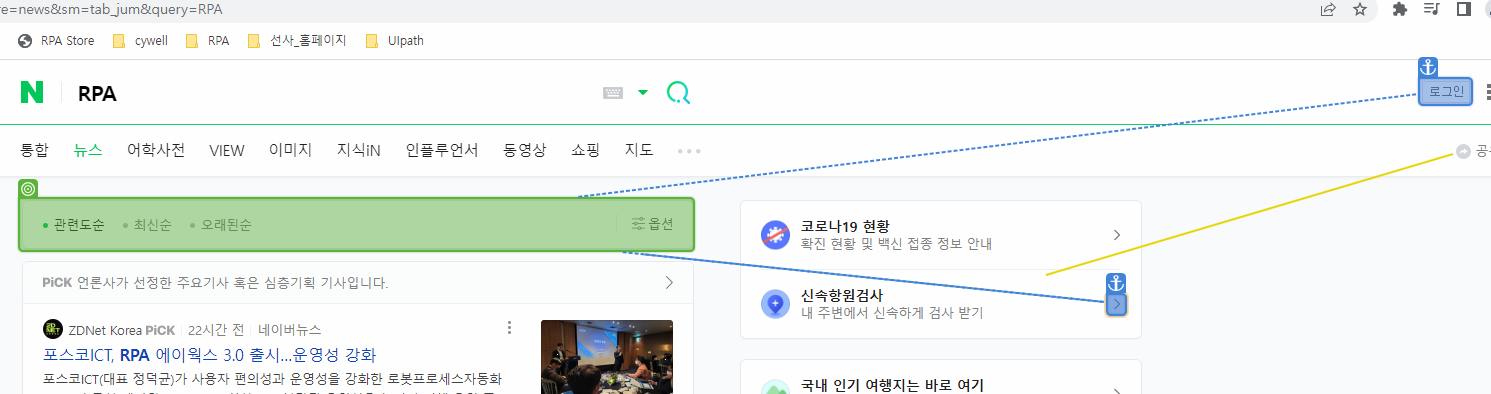 re=news&sm=tab_jum&query=RPA
RPA Store cywell RPA 선사_홈페이지 UIpath
N RPA
로그인
통합 뉴스 어학사전 VIEW 이미지 지식iN 인플루언서 동영상 쇼핑 지도
관련도순 최신순 오래된순 옵션
PiCK 언론사가 선정한 주요기사 혹은 심층기획 기사입니다.
ZDNet Korea PiCK 22시간 전 네이버뉴스
포스코ICT, RPA 에이웍스 3.0 출시...운영성 강화
포스코ICT(대표 정덕균)가 사용자 편의성과 운영성을 강화한 로봇프로세스자동화
코로나19 현황
확진 현황 및 백신 접종 정보 안내
신속항원검사
내 주변에서 신속하게 검사 받기
국내 인기 여행지는 바로 여기